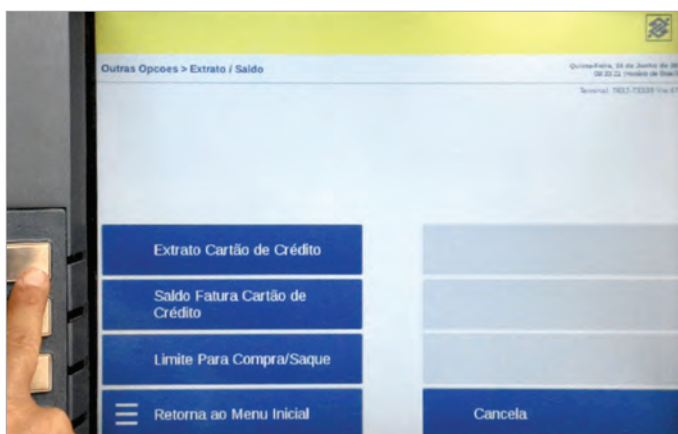 Outras Opcoes > Extrato / Saldo
Extrato Cartão de Crédito
Saldo Fatura Cartão de
Crédito
Limite Para Compra/Saque
Retorna ao Menu Inicial
Cancela